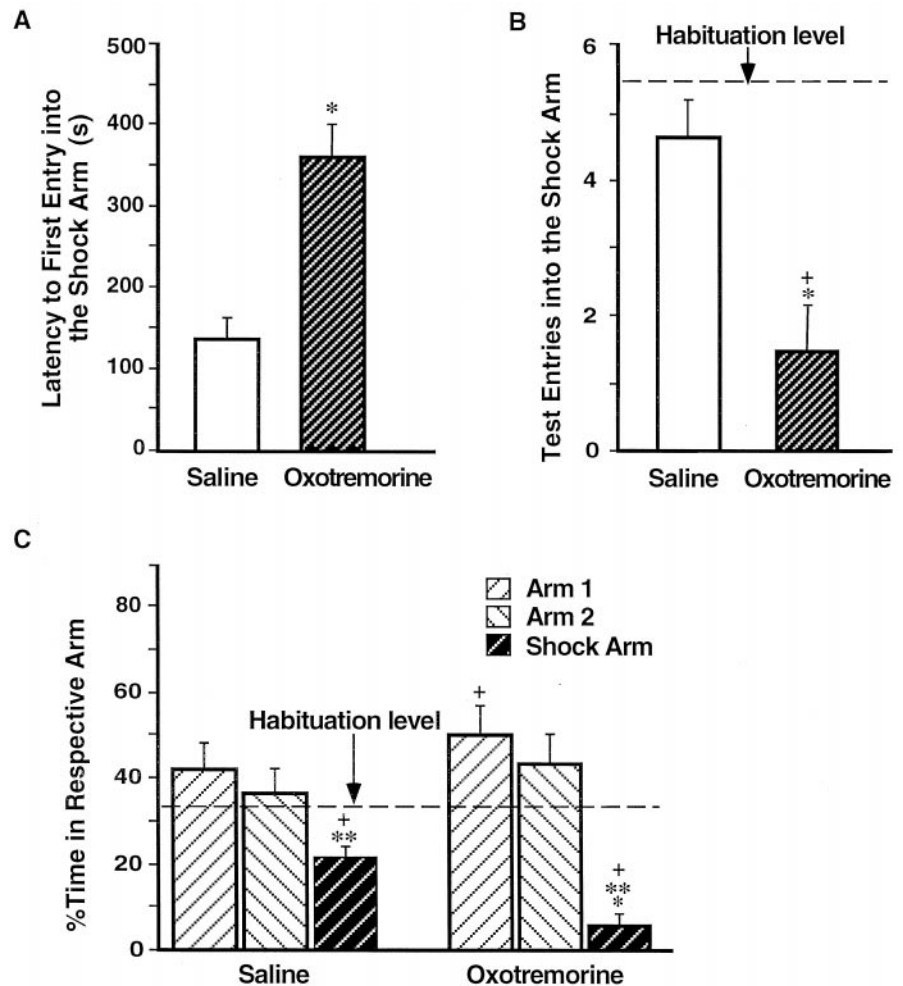 A
Latency to First Entry into
the Shock Arm (s)
500
400
300
200
100
0
*
Saline
Oxotremorine
B
Test Entries into the Shock Arm
6
4
2
0
Habituation level
+
*
Saline
Oxotremorine
C
%Time in Respective Arm
80
60
40
20
0
Arm 1
Arm 2
Shock Arm
Habituation level
+
**
+
+
**
*
Saline
Oxotremorine